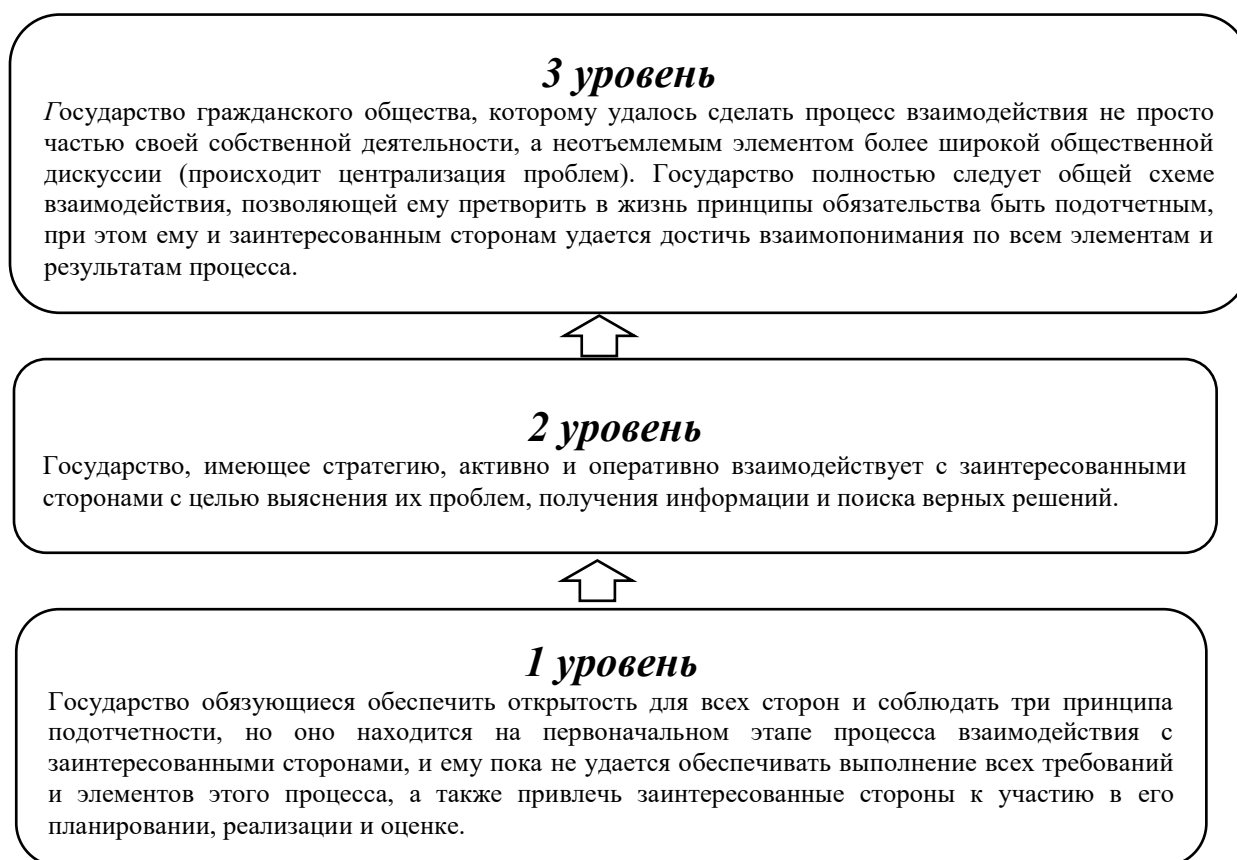 3 уровень
Государство гражданского общества, которому удалось сделать процесс взаимодействия не просто
частью своей собственной деятельности, а неотъемлемым элементом более широкой общественной
дискуссии (происходит централизация проблем). Государство полностью следует общей схеме
взаимодействия, позволяющей ему претворить в жизнь принципы обязательства быть подотчетным,
при этом ему и заинтересованным сторонам удается достичь взаимопонимания по всем элементам и
результатам процесса.
2 уровень
Государство, имеющее стратегию, активно и оперативно взаимодействует с заинтересованными
сторонами с целью выяснения их проблем, получения информации и поиска верных решений.
1 уровень
Государство обязующиеся обеспечить открытость для всех сторон и соблюдать три принципа
подотчетности, но оно находится на первоначальном этапе процесса взаимодействия с
заинтересованными сторонами, и ему пока не удается обеспечивать выполнение всех требований
и элементов этого процесса, а также привлечь заинтересованные стороны к участию в его
планировании, реализации и оценке.